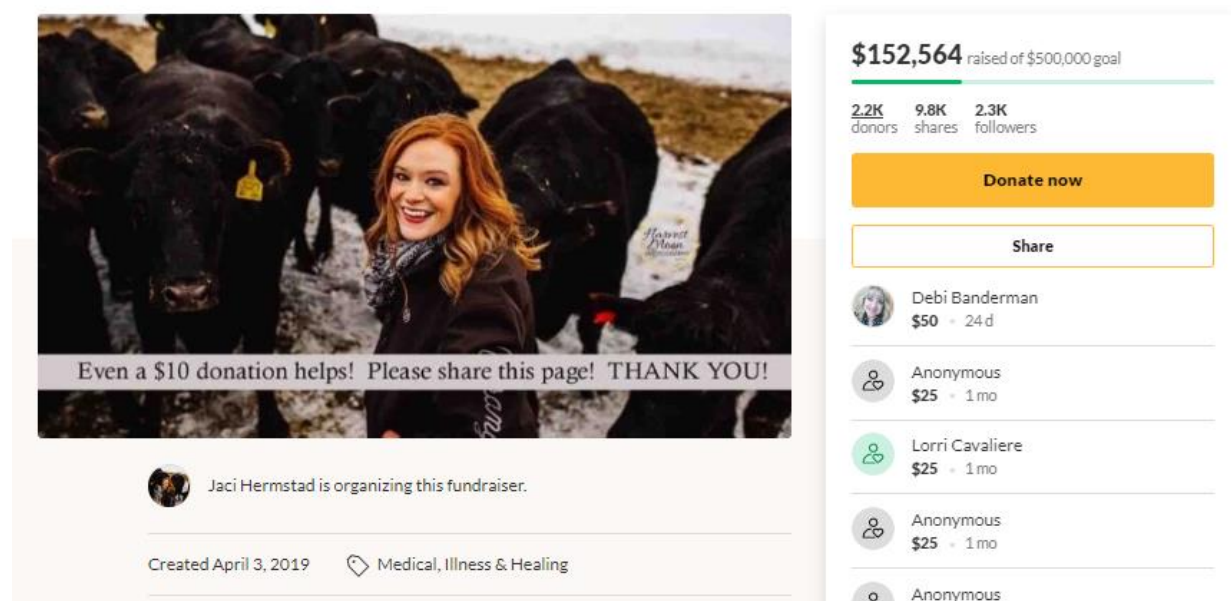 Harvest
Moon
Even a $10 donation helps! Please share this page! THANK YOU!
Jaci Hermstad is organizing this fundraiser.
Created April 3, 2019
Medical, Illness & Healing
$152,564 raised of $500,000 goal
2.2K 9.8K 2.3K
donors shares followers
Donate now
Share
Debi Banderman
$50 • 24 d
Anonymous
$25 • 1 mo
Lorri Cavaliere
$25 • 1 mo
Anonymous
$25 • 1 mo
Anonymous